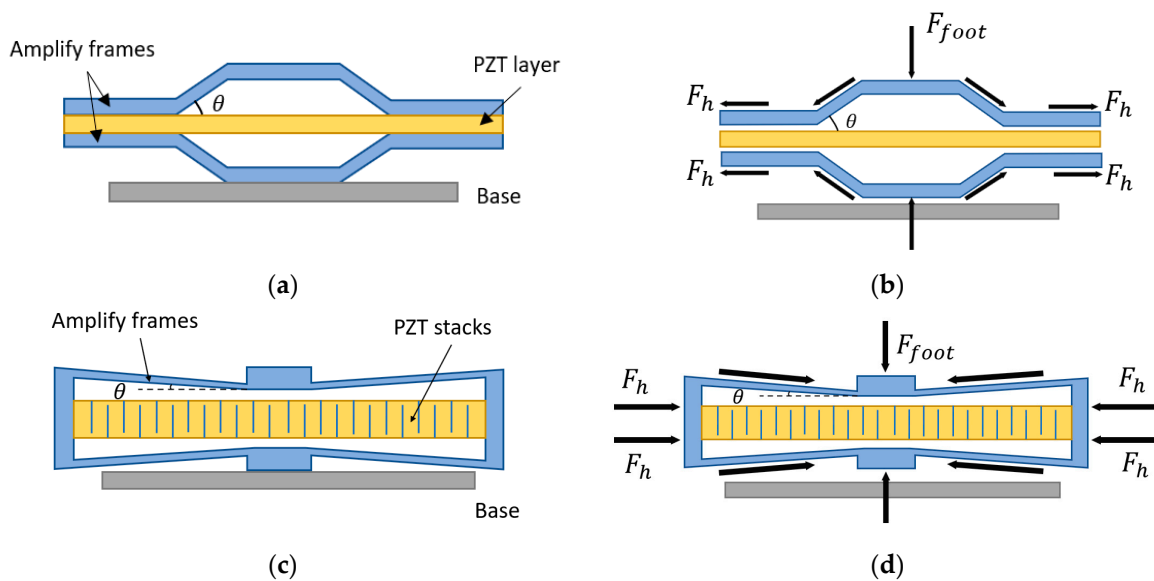 Amplify frames
PZT layer
θ
Base
(a)
F_foot
F_h
F_h
θ
F_h
F_h
(b)
Amplify frames
PZT stacks
θ
Base
(c)
F_foot
F_h
F_h
θ
F_h
F_h
(d)